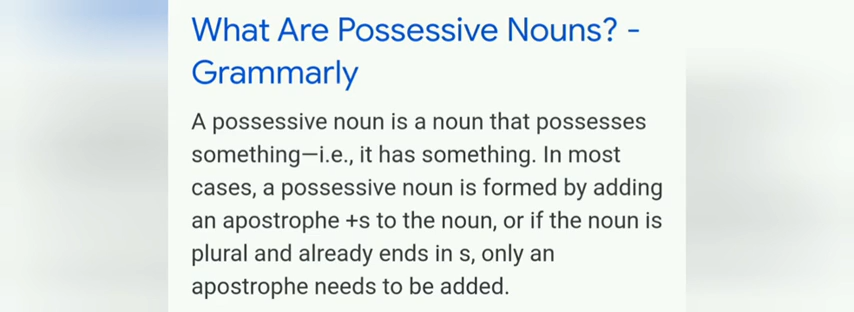 What Are Possessive Nouns? -
Grammarly
A possessive noun is a noun that possesses
something—i.e., it has something. In most
cases, a possessive noun is formed by adding
an apostrophe +s to the noun, or if the noun is
plural and already ends in s, only an
apostrophe needs to be added.